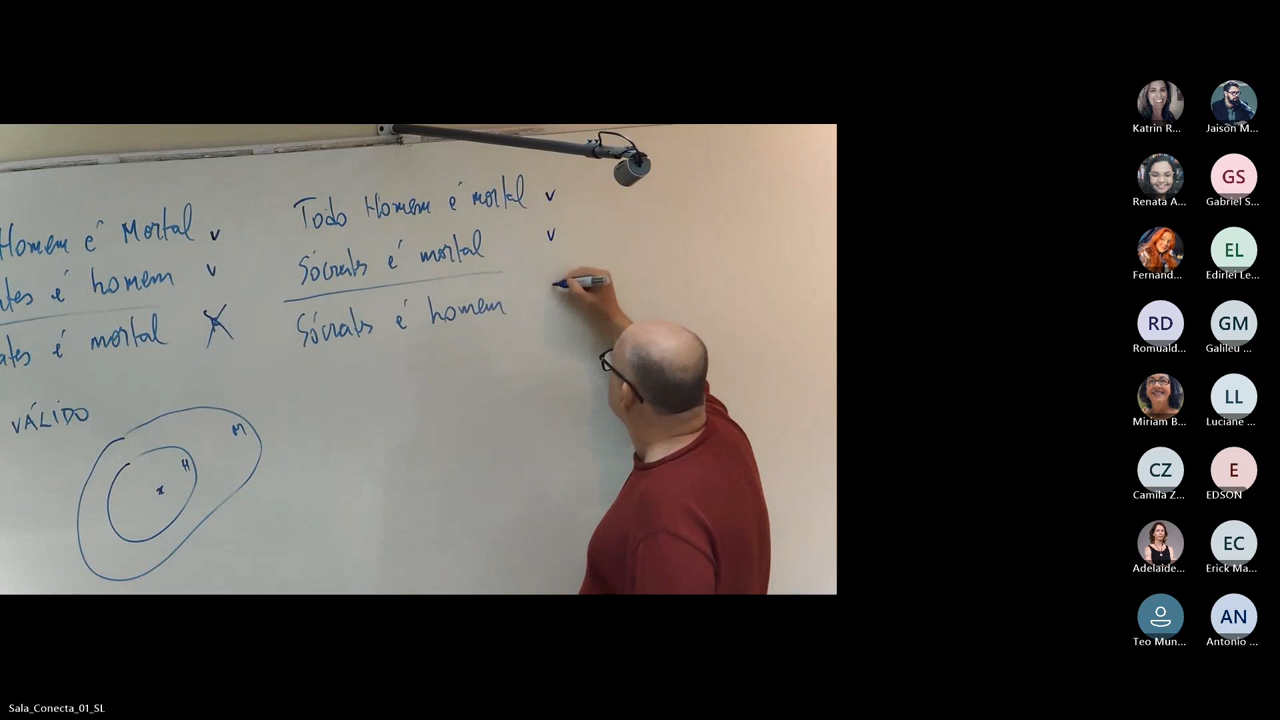 Homem é Mortal v
tes é homem v
ates é mortal
VÁLIDO
M
H
x
Todo Homem é mortal v
Sócrates é mortal v
Sócrates é homem
Katrin R...
Jaison M...
Renata A...
GS
Gabriel S...
Fernand...
EL
Edirlei Le...
RD
Romuald...
GM
Galileu ...
Miriam B...
LL
Luciane ...
CZ
Camila Z...
E
EDSON
Adelaide...
EC
Erick Ma...
Teo Mun...
AN
Antonio ...
Sala_Conecta_01_SL